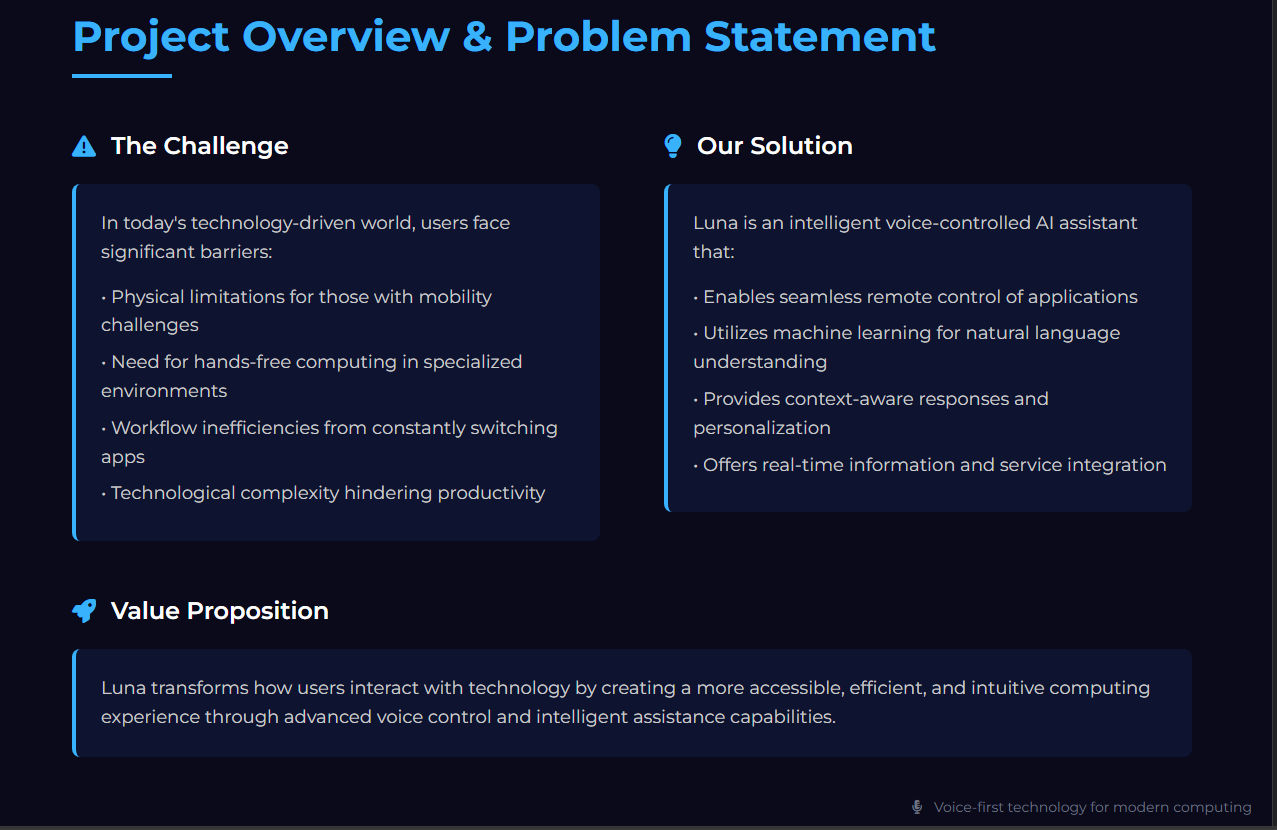 Project Overview & Problem Statement
The Challenge
In today's technology-driven world, users face
significant barriers:
• Physical limitations for those with mobility
challenges
• Need for hands-free computing in specialized
environments
• Workflow inefficiencies from constantly switching
apps
• Technological complexity hindering productivity
Our Solution
Luna is an intelligent voice-controlled AI assistant
that:
• Enables seamless remote control of applications
• Utilizes machine learning for natural language
understanding
• Provides context-aware responses and
personalization
• Offers real-time information and service integration
Value Proposition
Luna transforms how users interact with technology by creating a more accessible, efficient, and intuitive computing
experience through advanced voice control and intelligent assistance capabilities.
Voice-first technology for modern computing